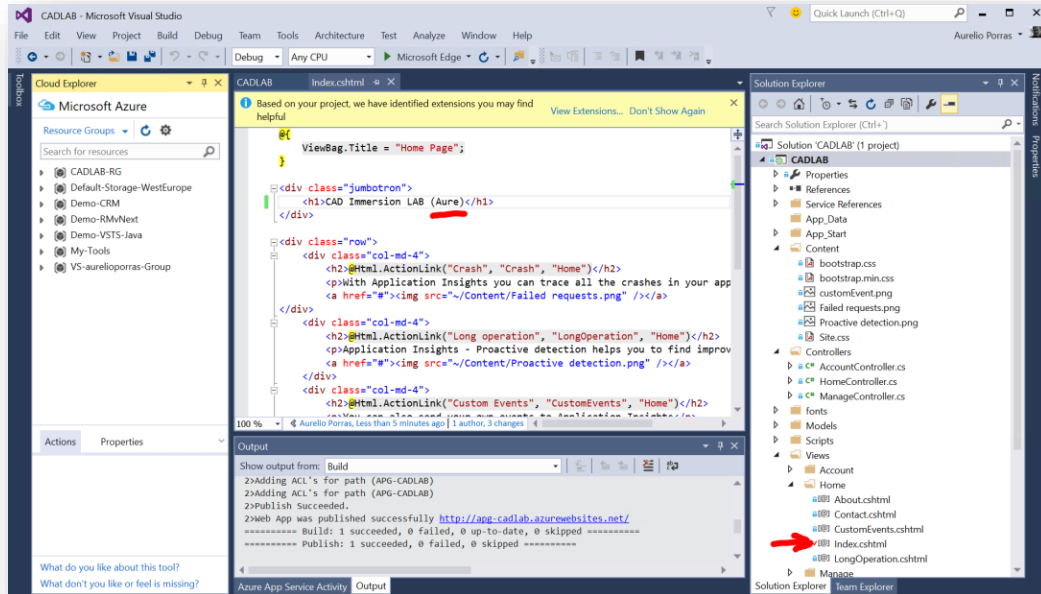 CADLAB - Microsoft Visual Studio
Quick Launch (Ctrl+Q)
File Edit View Project Build Debug Team Tools Architecture Test Analyze Window Help
Aurelio Porras
Debug Any CPU Microsoft Edge
Toolbox
Cloud Explorer
Microsoft Azure
Resource Groups
Search for resources
CADLAB-RG
Default-Storage-WestEurope
Demo-CRM
Demo-RMvNext
Demo-VSTS-Java
My-Tools
VS-aurelioporras-Group
Actions Properties
What do you like about this tool?
What don't you like or feel is missing?
CADLAB Index.cshtml
Based on your project, we have identified extensions you may find
helpful
View Extensions... Don't Show Again
@{
ViewBag.Title = "Home Page";
}
<div class="jumbotron">
<h1>CAD Immersion LAB (Aure)</h1>
</div>
<div class="row">
<div class="col-md-4">
<h2>@Html.ActionLink("Crash", "Crash", "Home")</h2>
<p>With Application Insights you can trace all the crashes in your app
<a href="#"><img src="~/Content/Failed requests.png" /></a>
</div>
<div class="col-md-4">
<h2>@Html.ActionLink("Long operation", "LongOperation", "Home")</h2>
<p>Application Insights - Proactive detection helps you to find improv
<a href="#"><img src="~/Content/Proactive detection.png" /></a>
</div>
<div class="col-md-4">
<h2>@Html.ActionLink("Custom Events", "CustomEvents", "Home")</h2>
<p>You can also send your own events to Application Insights</p>
100 % Aurelio Porras, Less than 5 minutes ago | 1 author, 3 changes
Output
Show output from: Build
2>Adding ACL's for path (APG-CADLAB)
2>Adding ACL's for path (APG-CADLAB)
2>Publish Succeeded.
2>Web App was published successfully http://apg-cadlab.azurewebsites.net/
========== Build: 1 succeeded, 0 failed, 0 up-to-date, 0 skipped ==========
========== Publish: 1 succeeded, 0 failed, 0 skipped ==========
Azure App Service Activity Output
Solution Explorer
Search Solution Explorer (Ctrl+`)
Solution 'CADLAB' (1 project)
CADLAB
Properties
References
Service References
App_Data
App_Start
Content
bootstrap.css
bootstrap.min.css
customEvent.png
Failed requests.png
Proactive detection.png
Site.css
Controllers
C# AccountController.cs
C# HomeController.cs
C# ManageController.cs
fonts
Models
Scripts
Views
Account
Home
About.cshtml
Contact.cshtml
CustomEvents.cshtml
Index.cshtml
LongOperation.cshtml
Manage
Solution Explorer Team Explorer
Notifications
Properties